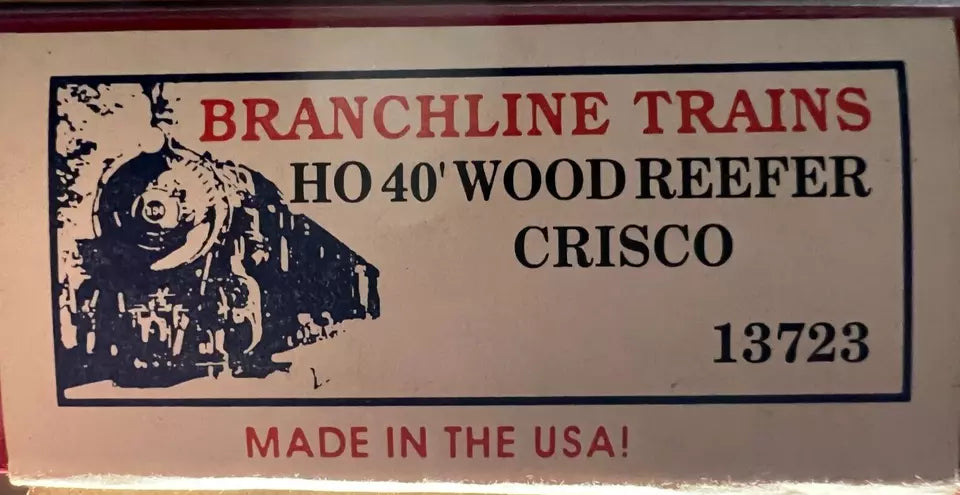 BRANCHLINE TRAINS
HO 40' WOOD REEFER
CRISCO
13723
MADE IN THE USA!